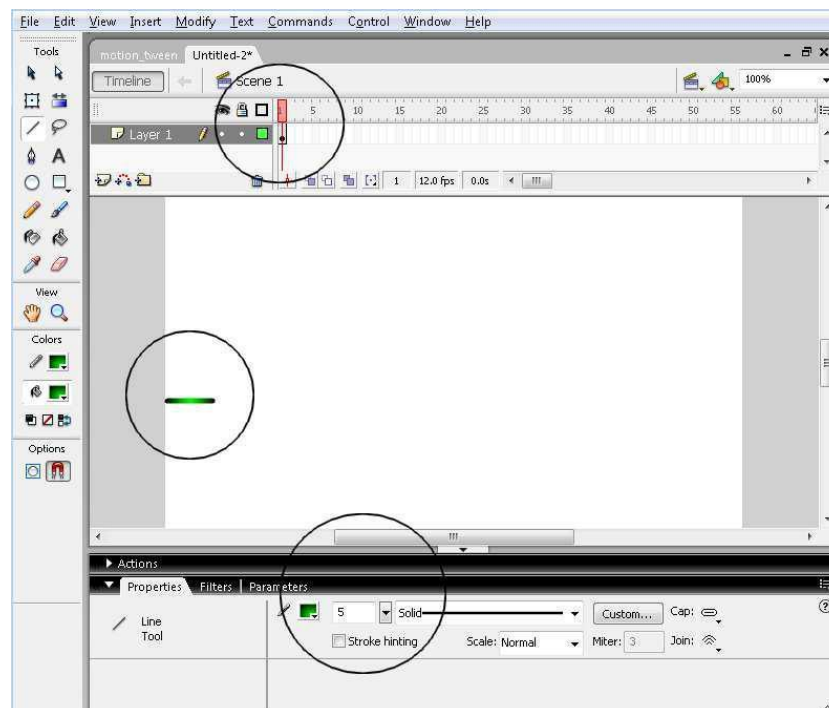 File Edit View Insert Modify Text Commands Control Window Help
Tools
motion_tween Untitled-2*
Timeline Scene 1 100%
5 10 15 20 25 30 35 40 45 50 55 60
Layer 1
1 12.0 fps 0.0s
View
Colors
Options
Actions
Properties Filters Parameters
Line
Tool
5 Solid Custom... Cap:
Stroke hinting Scale: Normal Miter: 3 Join: